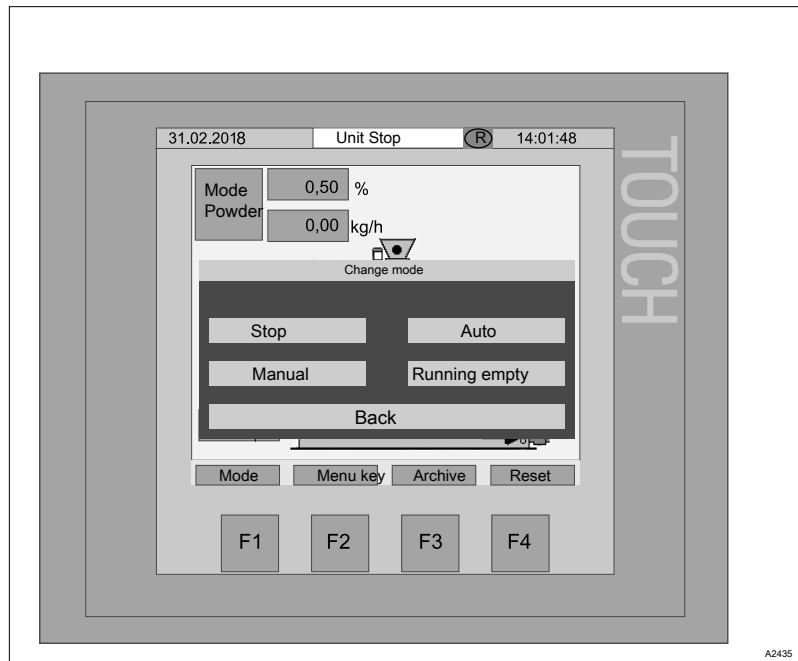 31.02.2018 Unit Stop R 14:01:48
Mode Powder
0,50 %
0,00 kg/h
Change mode
Stop Auto
Manual Running empty
Back
Mode Menu key Archive Reset
F1 F2 F3 F4
TOUCH
A2435